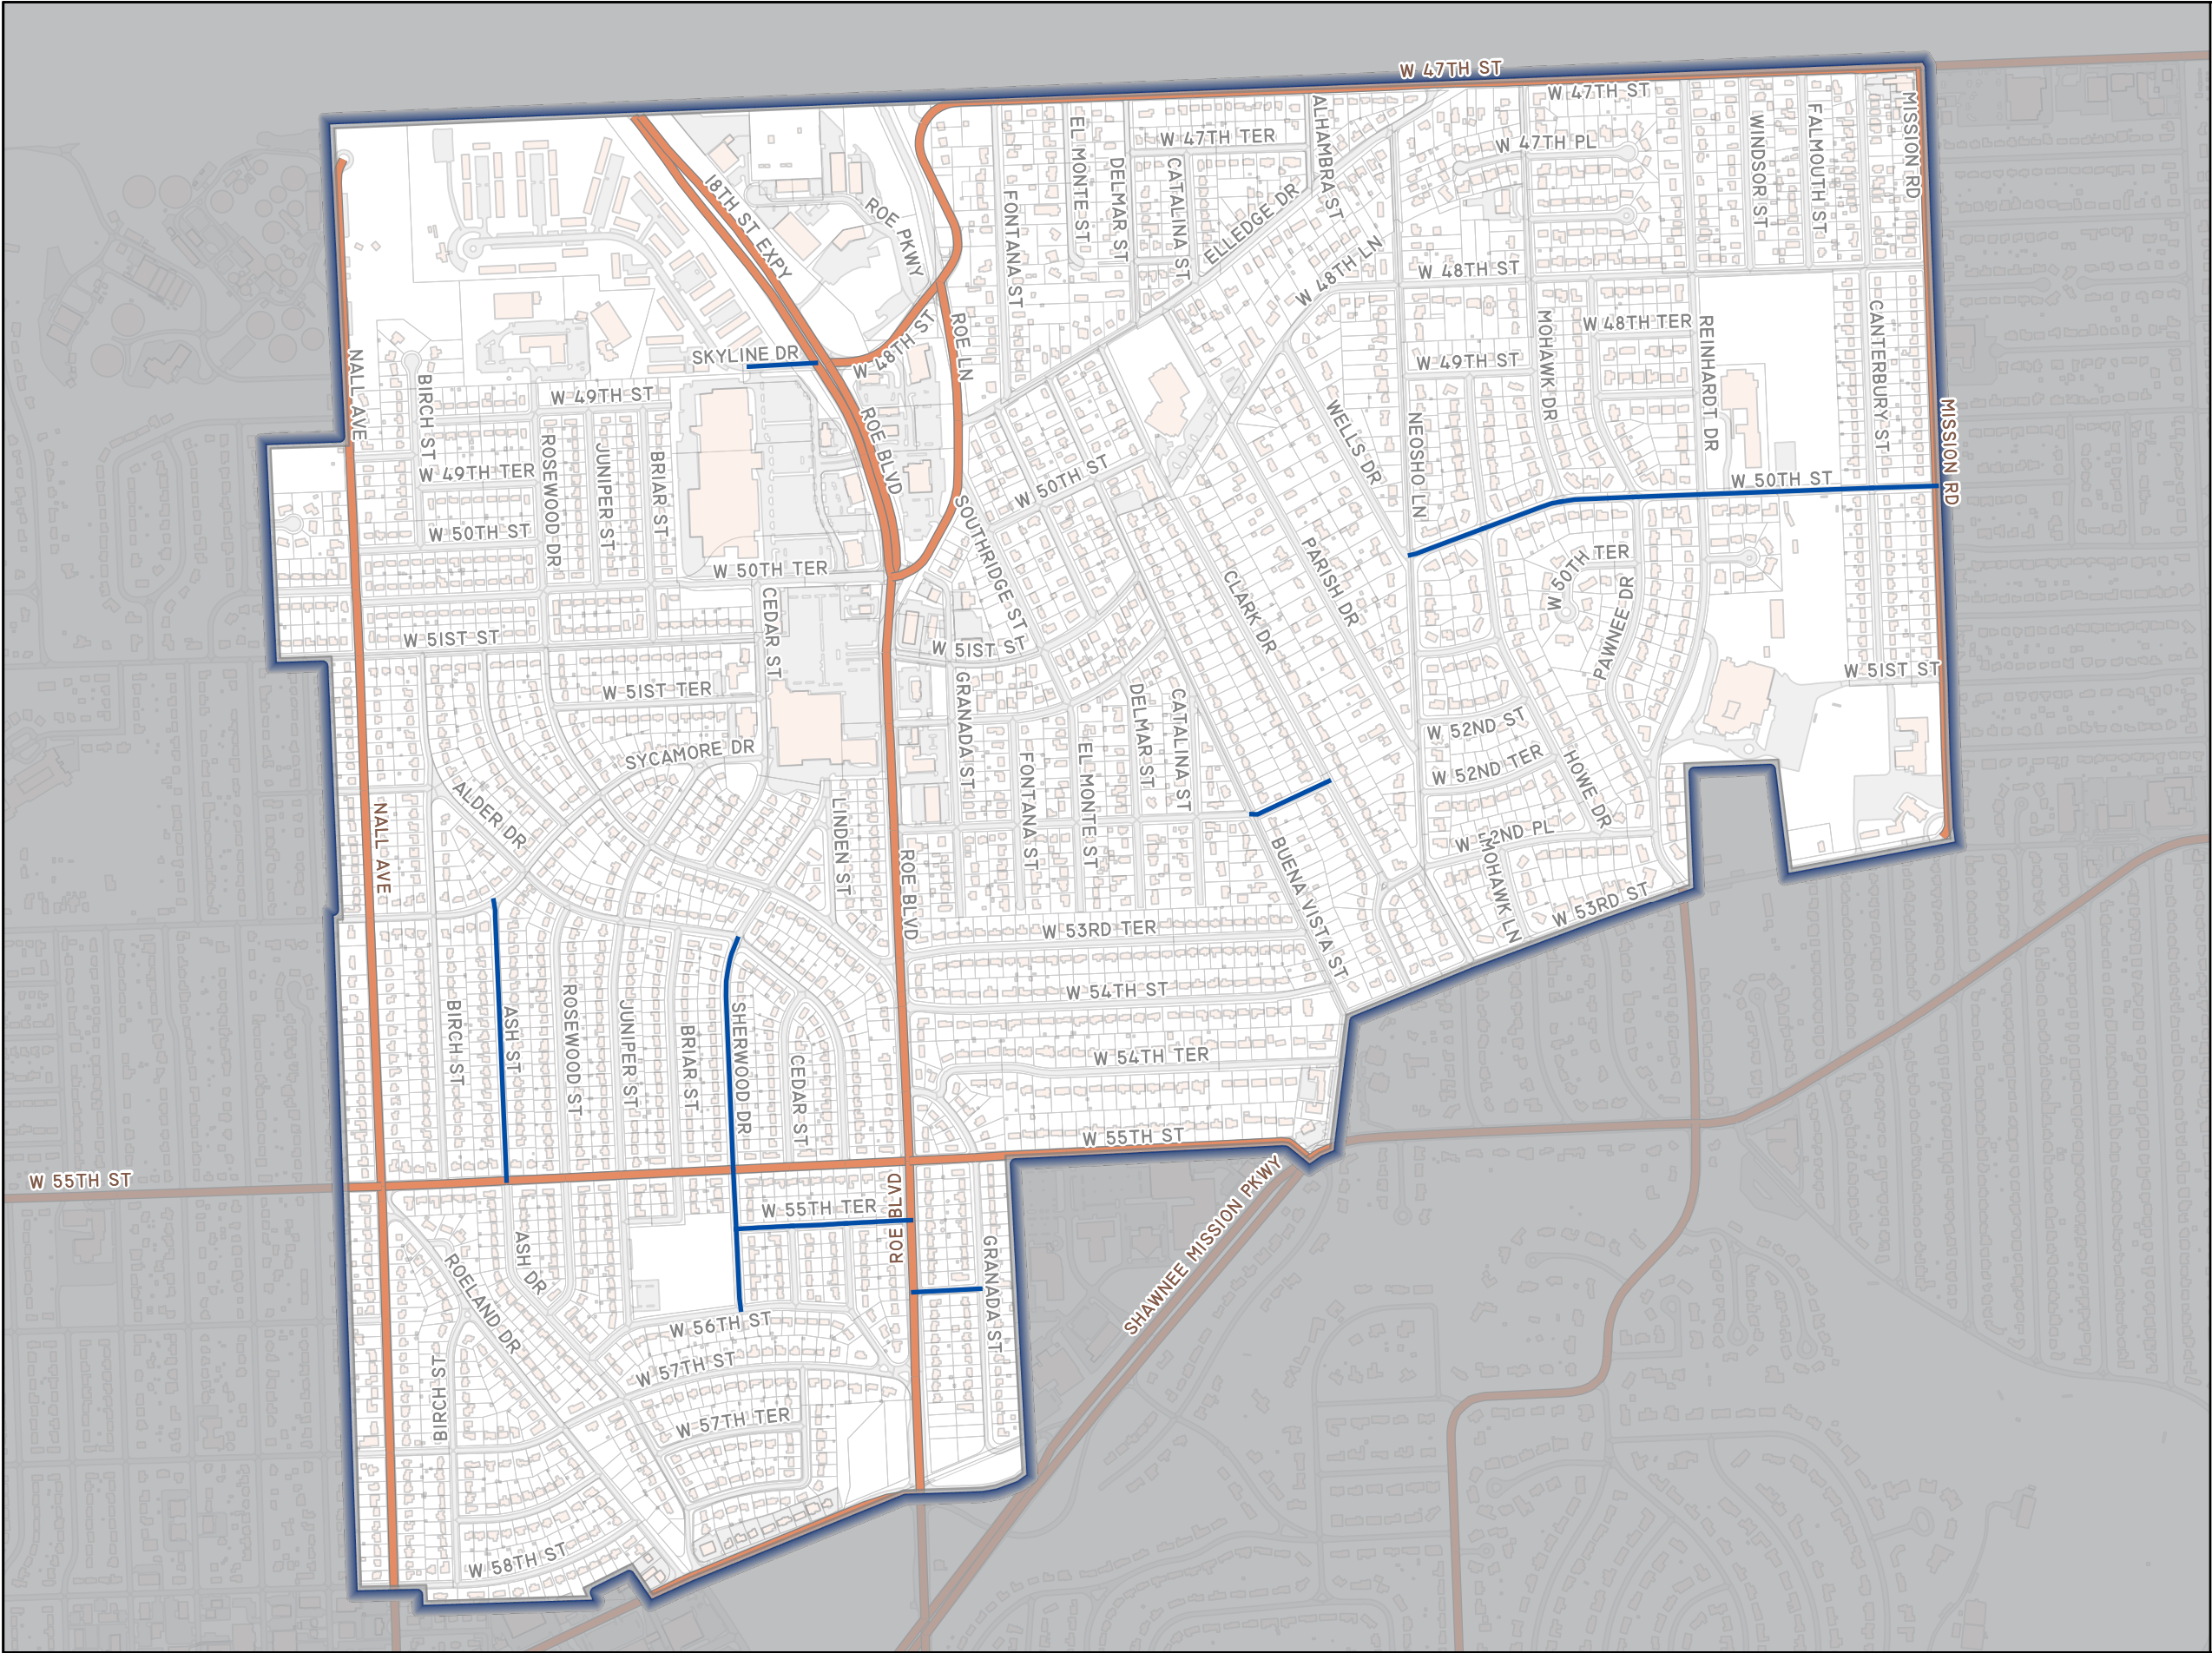 W 47TH ST
W 47TH ST
MISSION RD
WINDSOR ST
FALMOUTH ST
EL MONTE ST
W 47TH TER
ALHAMBRA ST
W 47TH PL
DELMAR ST
CATALINA ST
18TH ST EXPY
ROE PKWY
FONTANA ST
ELLEDGE DR
W 48TH LN
W 48TH ST
CANTERBURY ST
MOHAWK DR
W 48TH TER
REINHARDT DR
SKYLINE DR
W 48TH ST
ROE LN
NALL AVE
BIRCH ST
W 49TH ST
W 49TH ST
WELLS DR
NEOSHO LN
MISSION RD
ROE BLVD
W 49TH TER
ROSEWOOD DR
JUNIPER ST
BRIAR ST
W 50TH ST
W 50TH ST
W 50TH ST
SOUTHRIDGE ST
PARISH DR
W 50TH TER
W 50TH TER
CLARK DR
CEDAR ST
PAWNEE DR
W 51ST ST
W 51ST ST
W 51ST ST
W 51ST TER
GRANADA ST
DELMAR ST
CATALINA ST
W 52ND ST
SYCAMORE DR
FONTANA ST
EL MONTE ST
W 52ND TER
HOWE DR
ALDER DR
NALL AVE
LINDEN ST
ROE BLVD
BUENA VISTA ST
W 52ND PL
MOHAWK LN
W 53RD ST
W 53RD TER
BIRCH ST
ASH ST
ROSEWOOD ST
JUNIPER ST
BRIAR ST
SHERWOOD DR
CEDAR ST
W 54TH ST
W 54TH TER
W 55TH ST
W 55TH ST
SHAWNEE MISSION PKWY
W 55TH TER
ROE BLVD
GRANADA ST
ASH DR
ROELAND DR
W 56TH ST
BIRCH ST
W 57TH ST
W 57TH TER
W 58TH ST